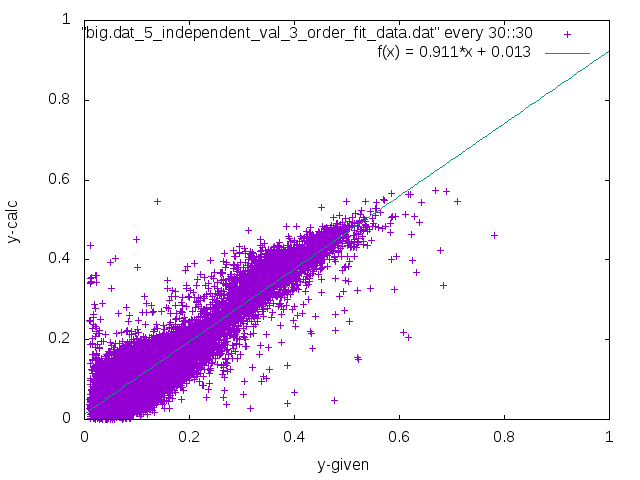 "big.dat_5_independent_val_3_order_fit_data.dat" every 30::30
f(x) = 0.911*x + 0.013
1
0.8
0.6
0.4
0.2
0
y-calc
0 0.2 0.4 0.6 0.8 1
y-given